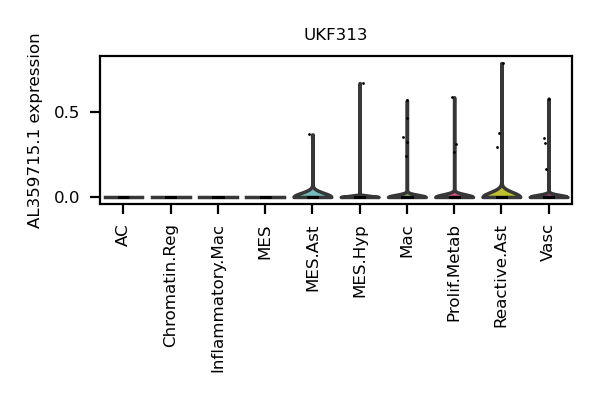 UKF313
AL359715.1 expression
0.5
0.0
AC
Chromatin.Reg
Inflammatory.Mac
MES
MES.Ast
MES.Hyp
Mac
Prolif.Metab
Reactive.Ast
Vasc